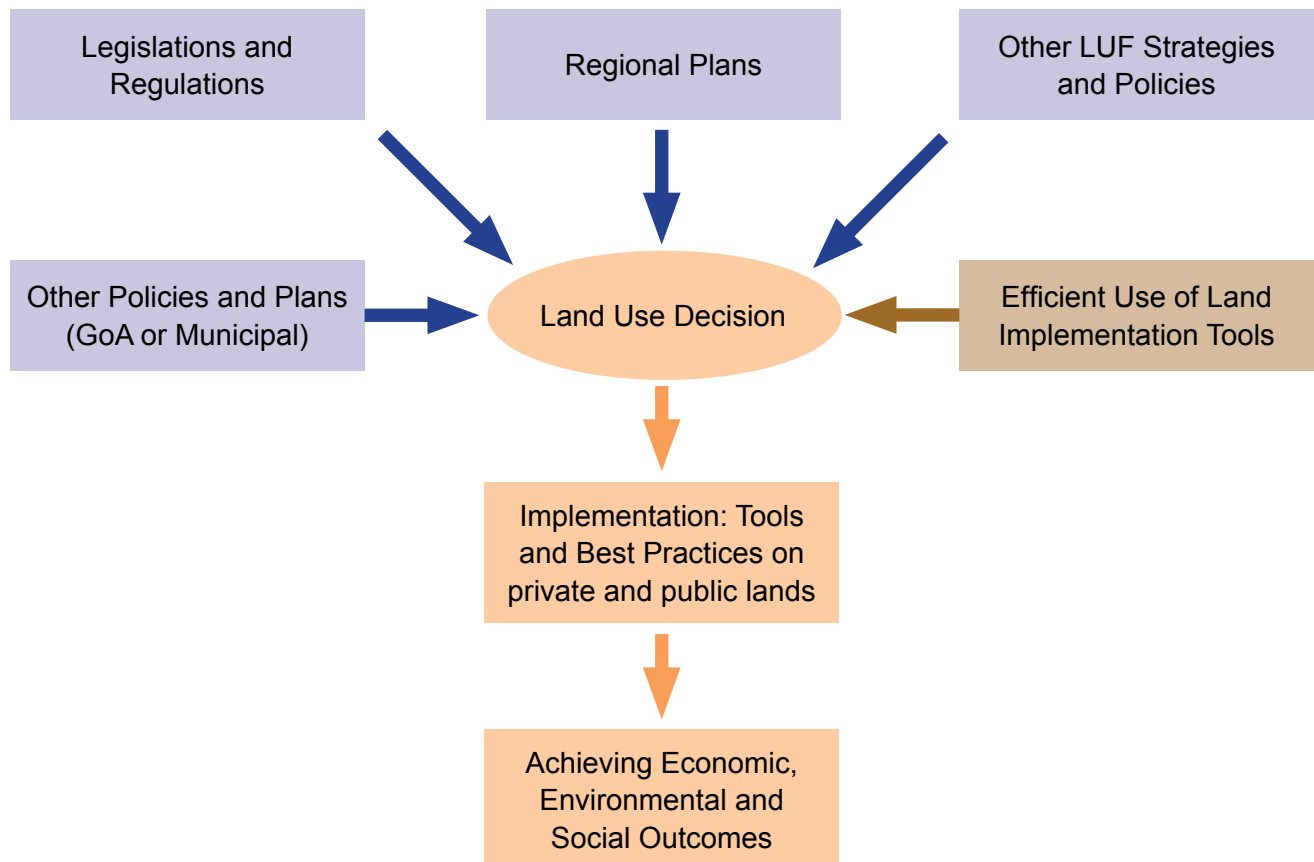 Legislations and
Regulations
Regional Plans
Other LUF Strategies
and Policies
Other Policies and Plans
(GoA or Municipal)
Land Use Decision
Efficient Use of Land
Implementation Tools
Implementation: Tools
and Best Practices on
private and public lands
Achieving Economic,
Environmental and
Social Outcomes